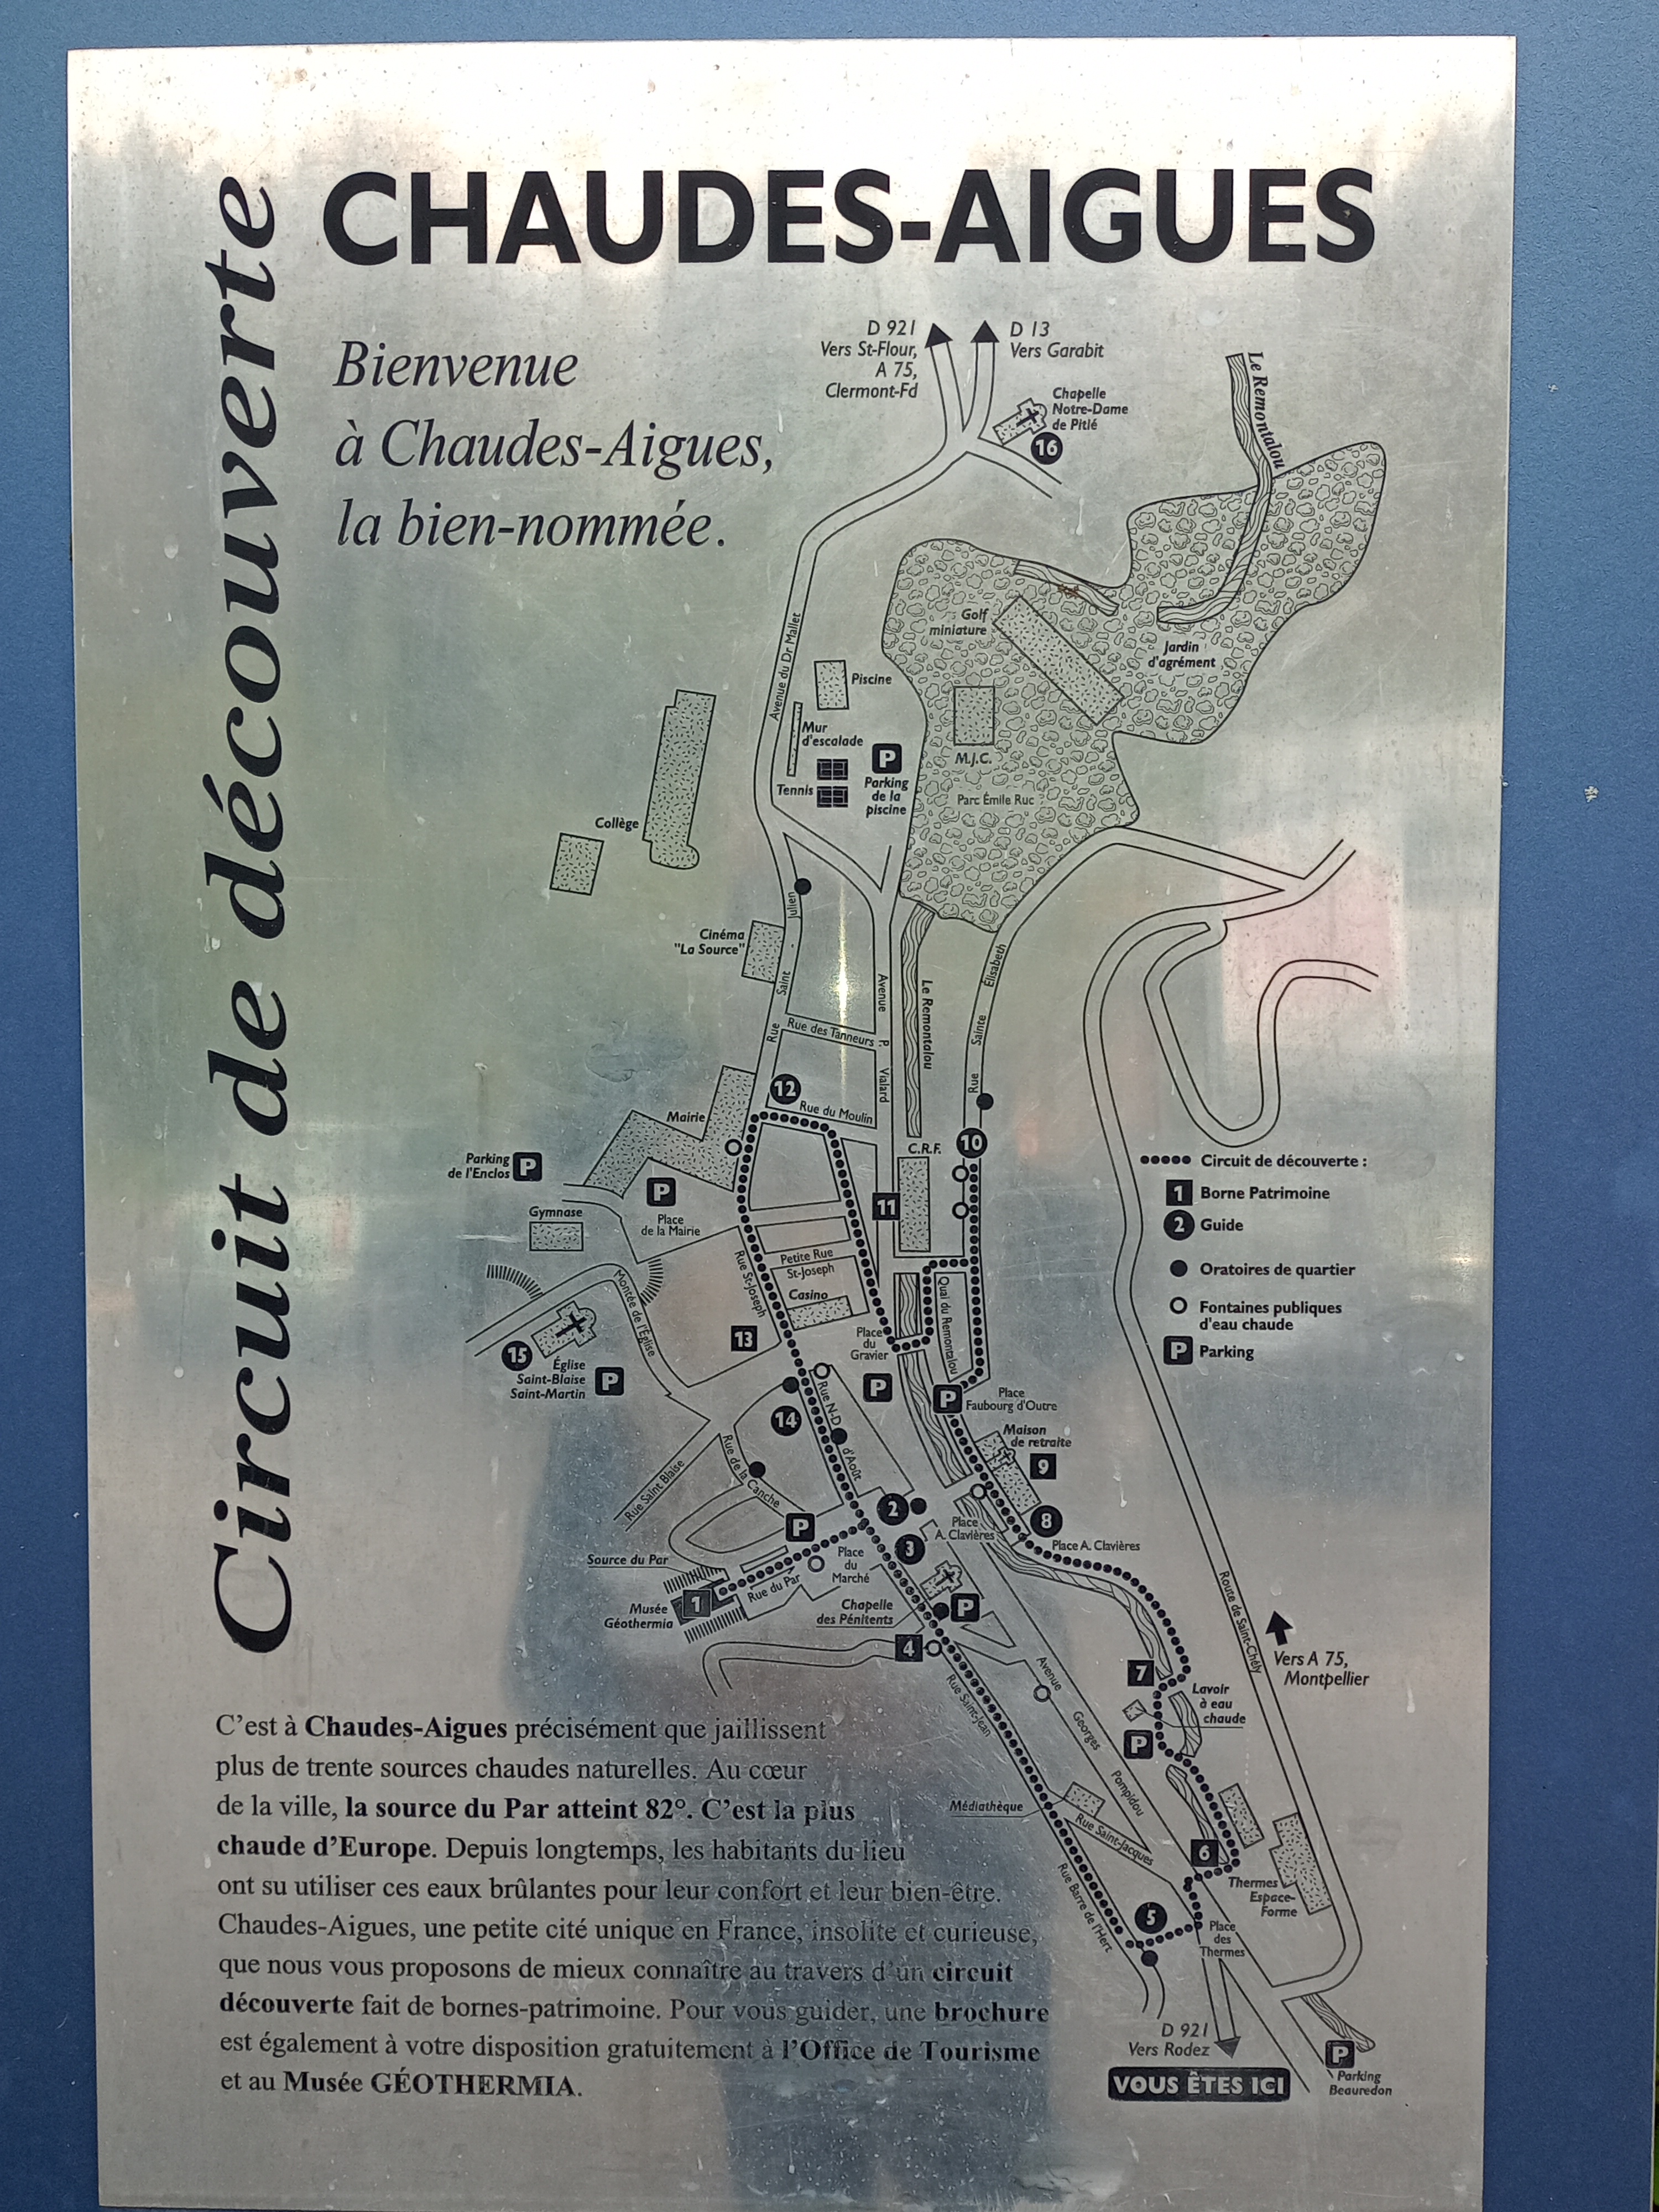 CHAUDES-AIGUES
Circuit de découverte
Bienvenue
à Chaudes-Aigues,
la bien-nommée.
D 921
Vers St-Flour,
A 75,
Clermont-Fd
D 13
Vers Garabit
Chapelle
Notre-Dame
de Pitié
16
Le Remontalou
Avenue du Dr Mallet
Golf
miniature
Jardin
d'agrément
Piscine
Mur
d'escalade
P
Parking
de la
piscine
Tennis
M.J.C.
Parc Émile Ruc
Collège
Cinéma
"La Source"
Rue Saint - Julien
Rue des Tanneurs
Avenue P. Vialard
Le Remontalou
Rue Sainte Élisabeth
12
Rue du Moulin
Mairie
Parking
de l'Enclos
P
P
Place
de la Mairie
Gymnase
C.R.F.
10
11
Circuit de découverte :
1 Borne Patrimoine
2 Guide
Oratoires de quartier
Fontaines publiques
d'eau chaude
P Parking
Petite Rue
St-Joseph
Rue St-Joseph
Casino
13
Montée de l'Église
15
Église
Saint-Blaise
Saint-Martin
P
Place
du
Gravier
P
Quai du Remontalou
P
Place
Faubourg d'Outre
Maison
de retraite
9
14
Rue N-D d'Août
Rue de la Canche
Rue Saint Blaise
2
P
3
Place
A. Clavières
8
Place A. Clavières
Source du Par
Place
du
Marché
Rue du Par
1
Musée
Géothermia
Chapelle
des Pénitents
P
4
Rue Saint-Jean
Avenue Georges Pompidou
7
Lavoir
à eau
chaude
P
Route de Saint-Chély
Vers A 75,
Montpellier
Médiathèque
Rue Saint-Jacques
Rue Barre de l'Hert
6
Thermes
Espace-
Forme
5
Place
des
Thermes
D 921
Vers Rodez
VOUS ÊTES ICI
P
Parking
Beauredon
C'est à Chaudes-Aigues précisément que jaillissent
plus de trente sources chaudes naturelles. Au cœur
de la ville, la source du Par atteint 82°. C'est la plus
chaude d'Europe. Depuis longtemps, les habitants du lieu
ont su utiliser ces eaux brûlantes pour leur confort et leur bien-être.
Chaudes-Aigues, une petite cité unique en France, insolite et curieuse,
que nous vous proposons de mieux connaître au travers d'un circuit
découverte fait de bornes-patrimoine. Pour vous guider, une brochure
est également à votre disposition gratuitement à l'Office de Tourisme
et au Musée GÉOTHERMIA.